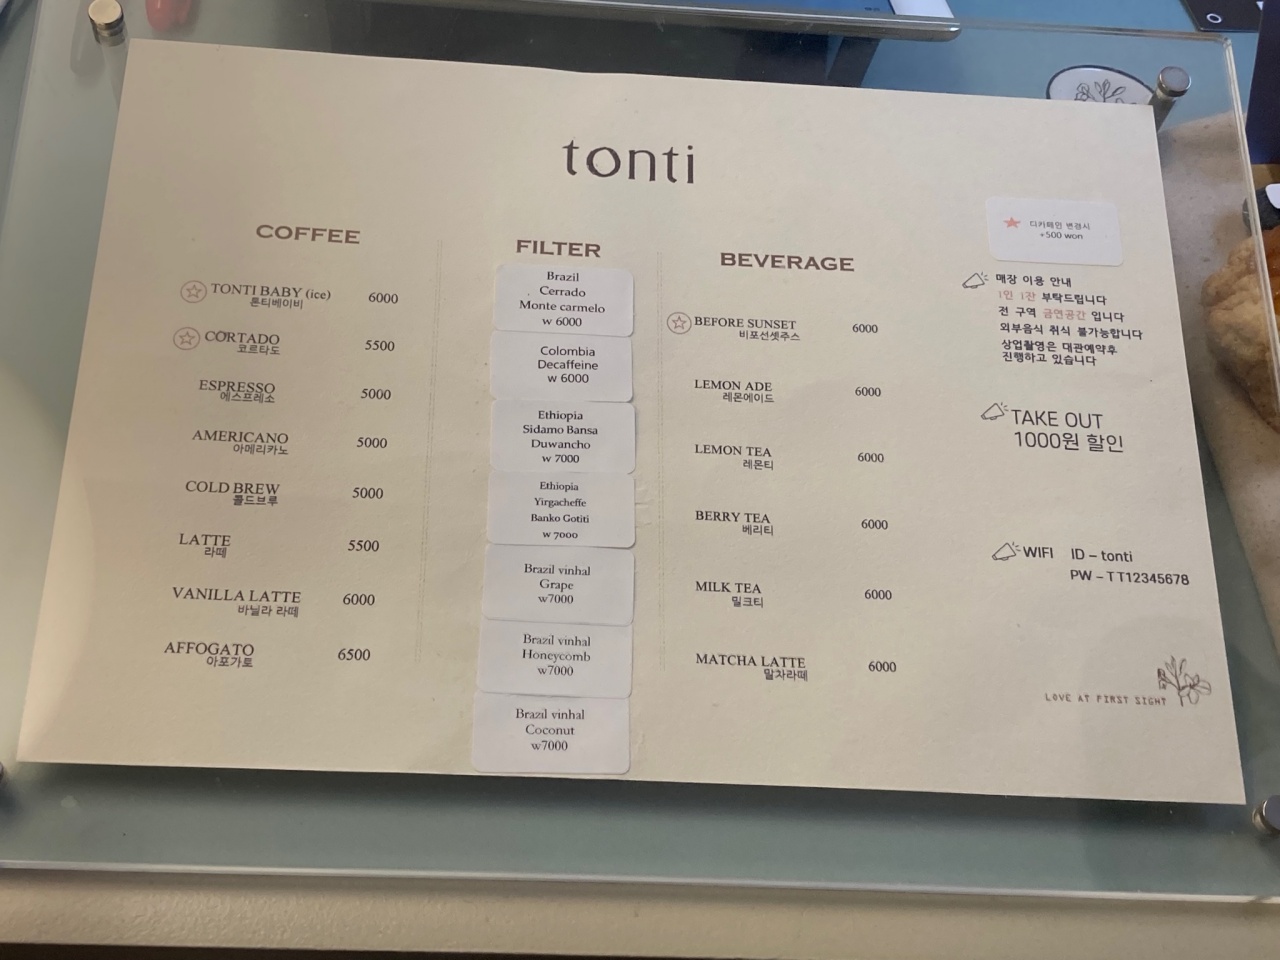 tonti
COFFEE
TONTI BABY (ice) 6000
톤티베이비
CORTADO 5500
코르타도
ESPRESSO 5000
에스프레소
AMERICANO 5000
아메리카노
COLD BREW 5000
콜드브루
LATTE 5500
라떼
VANILLA LATTE 6000
바닐라 라떼
AFFOGATO 6500
아포가토
FILTER
Brazil
Cerrado
Monte carmelo
w 6000
Colombia
Decaffeine
w 6000
Ethiopia
Sidamo Bansa
Duwancho
w 7000
Ethiopia
Yirgacheffe
Banko Gotiti
w 7000
Brazil vinhal
Grape
w7000
Brazil vinhal
Honeycomb
w7000
Brazil vinhal
Coconut
w7000
BEVERAGE
BEFORE SUNSET 6000
비포선셋주스
LEMON ADE 6000
레몬에이드
LEMON TEA 6000
레몬티
BERRY TEA 6000
베리티
MILK TEA 6000
밀크티
MATCHA LATTE 6000
말차라떼
디카페인 변경시
+500 won
매장 이용 안내
1인 1잔 부탁드립니다
전 구역 금연공간 입니다
외부음식 취식 불가능합니다
상업촬영은 대관예약후
진행하고 있습니다
TAKE OUT
1000원 할인
WIFI ID – tonti
PW – TT12345678
LOVE AT FIRST SIGHT